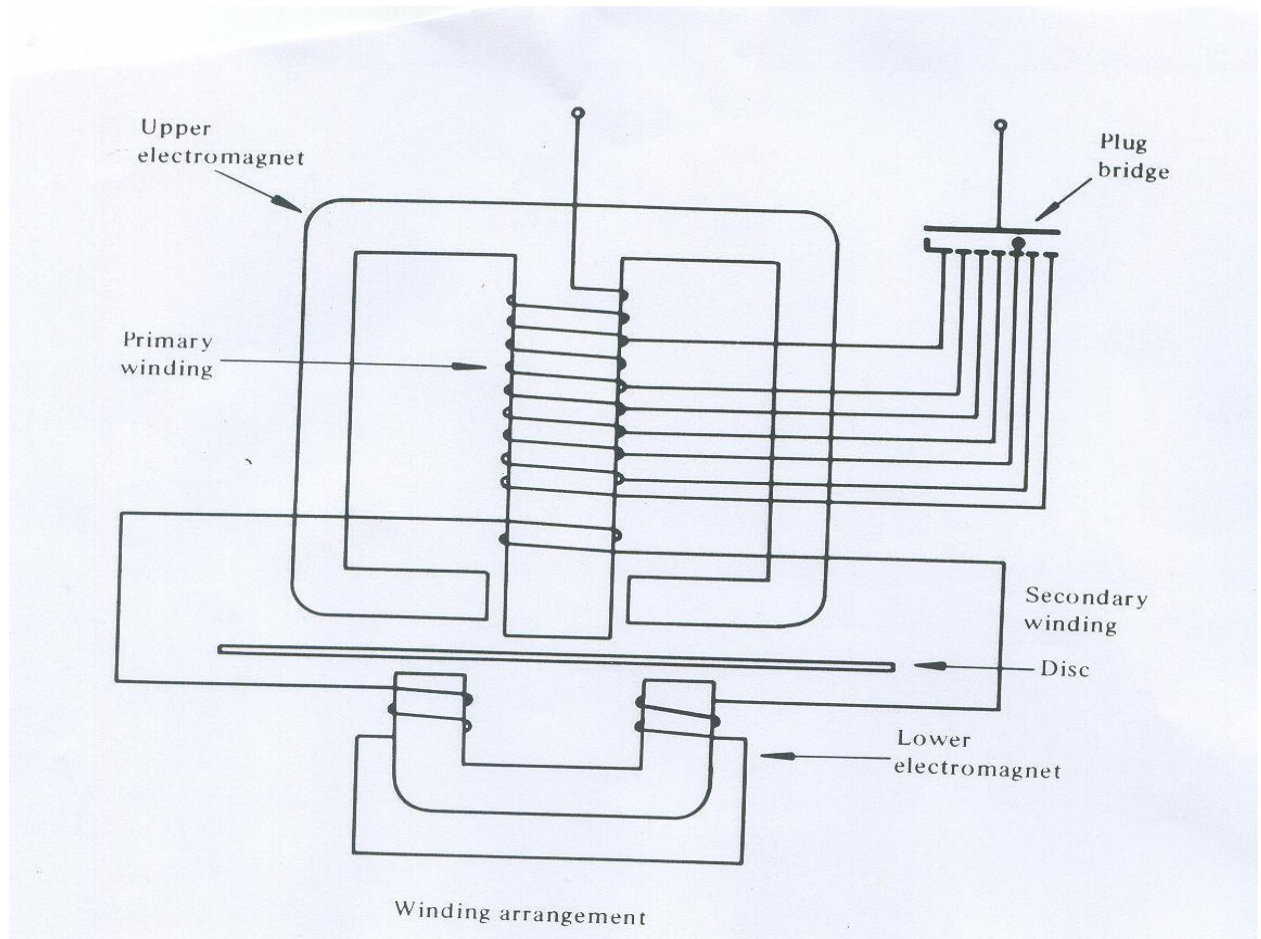 Upper
electromagnet
Plug
bridge
Primary
winding
Secondary
winding
Disc
Lower
electromagnet
Winding arrangement